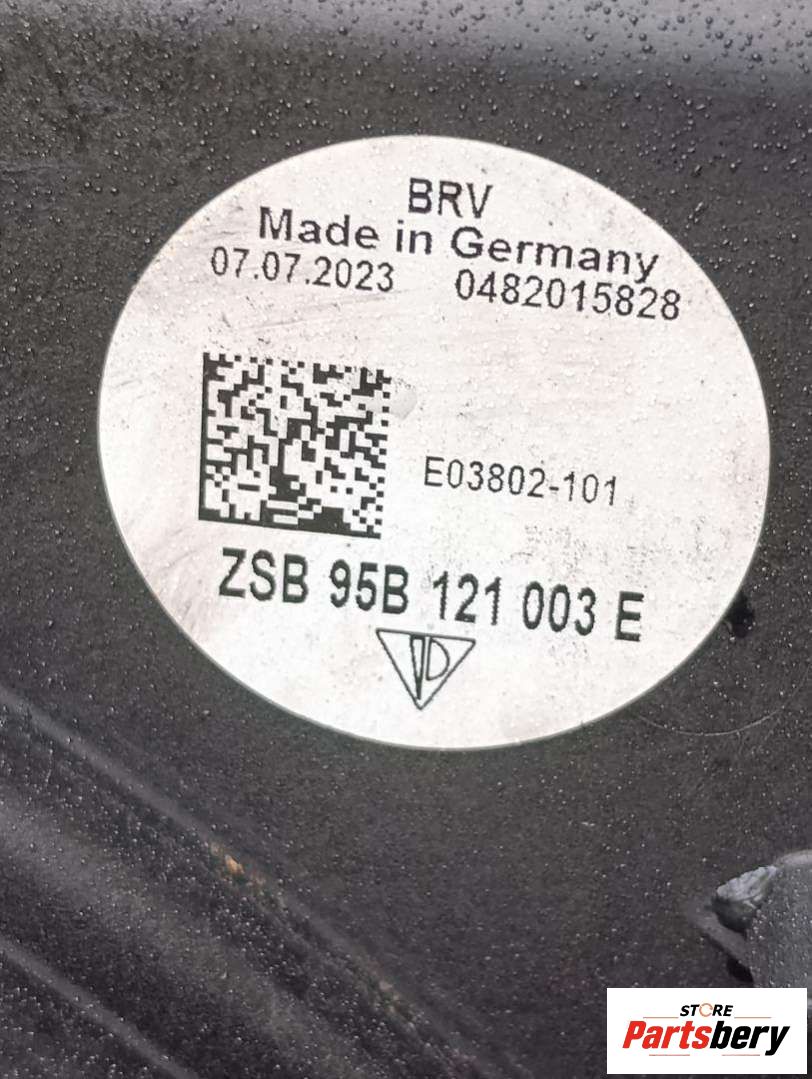 BRV
Made in Germany
07.07.2023 0482015828
E03802-101
ZSB 95B 121 003 E
STORE
Partsbery